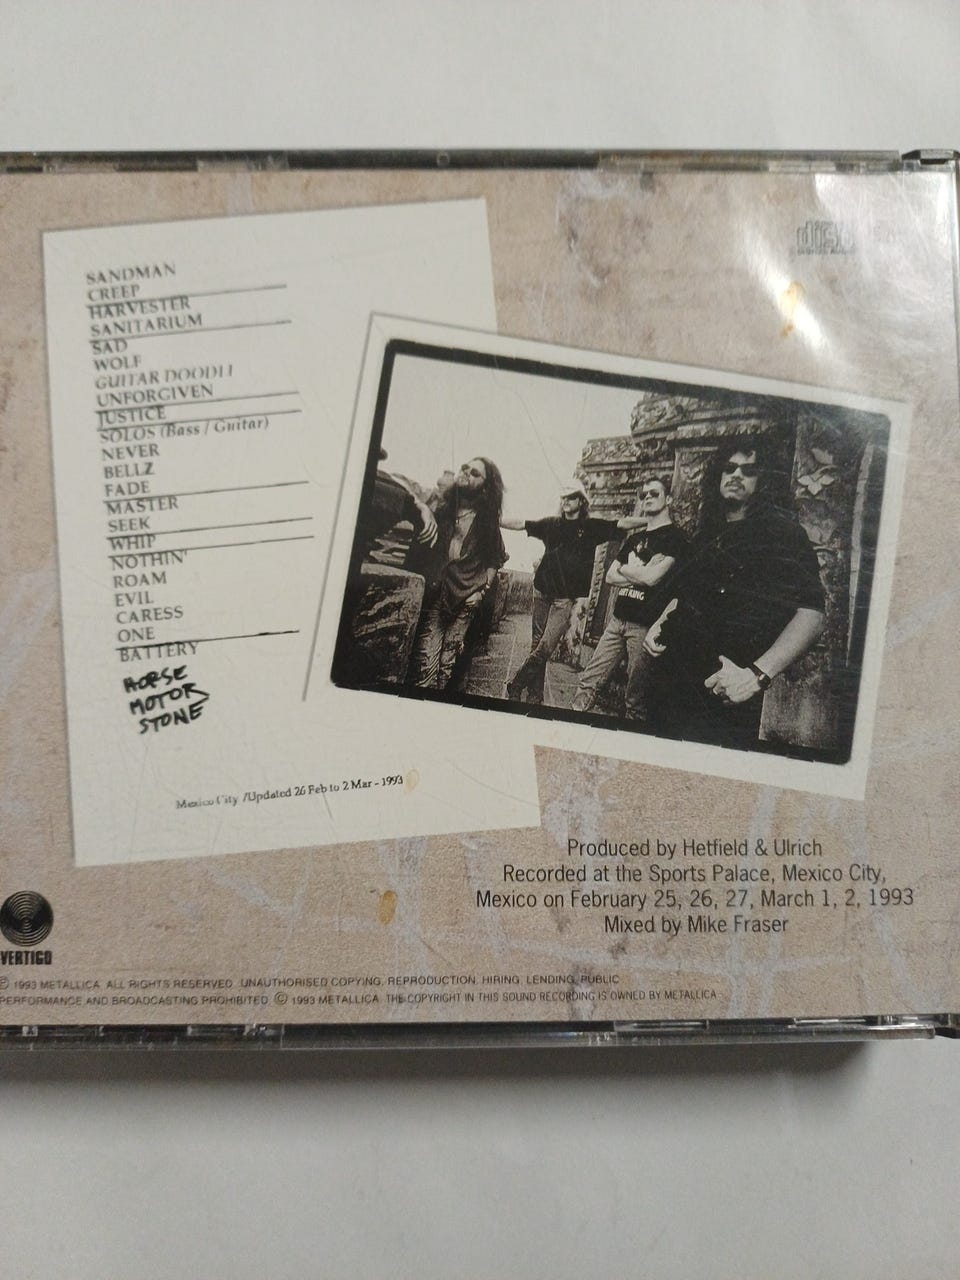 SANDMAN
CREEP
HARVESTER
SANITARIUM
SAD
WOLF
GUITAR DOODLI
UNFORGIVEN
JUSTICE
SOLOS (Bass / Guitar)
NEVER
BELLZ
FADE
MASTER
SEEK
WHIP
NOTHIN'
ROAM
EVIL
CARESS
ONE
BATTERY
HORSE
MOTOR
STONE
Mexico City /Updated 26 Feb to 2 Mar - 1993
Produced by Hetfield & Ulrich
Recorded at the Sports Palace, Mexico City,
Mexico on February 25, 26, 27, March 1, 2, 1993
Mixed by Mike Fraser
VERTIGO
℗ 1993 METALLICA. ALL RIGHTS RESERVED. UNAUTHORISED COPYING, REPRODUCTION, HIRING, LENDING, PUBLIC
PERFORMANCE AND BROADCASTING PROHIBITED. © 1993 METALLICA. THE COPYRIGHT IN THIS SOUND RECORDING IS OWNED BY METALLICA